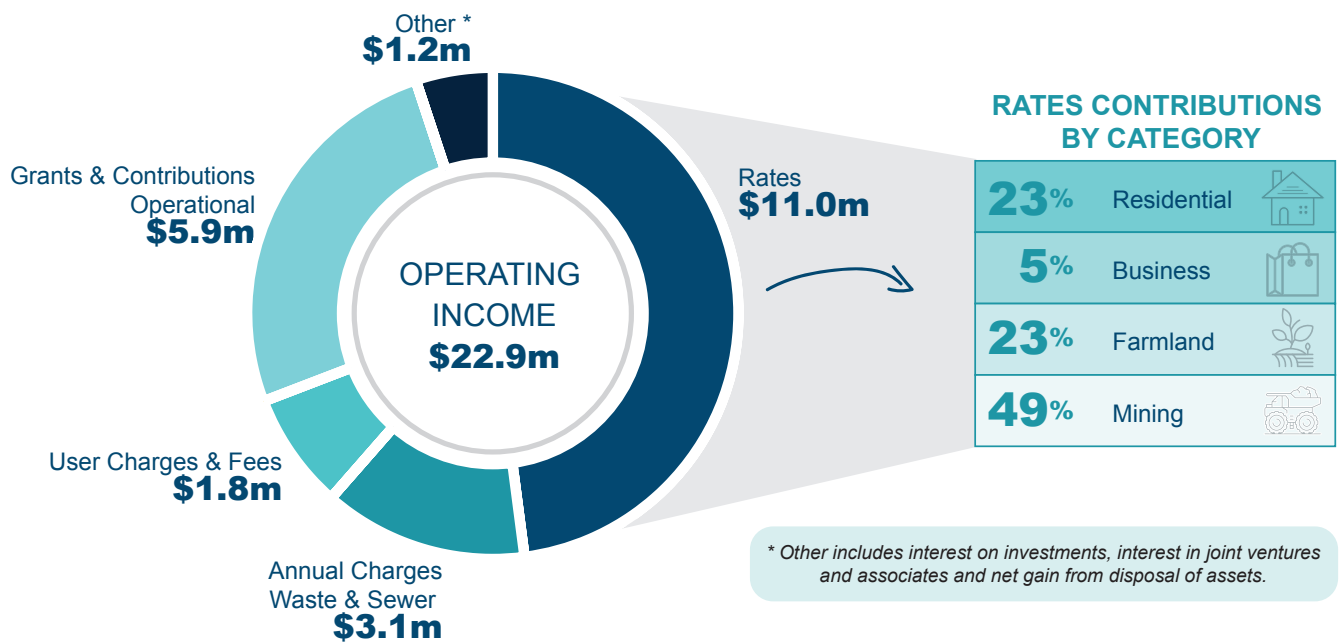 Other *
$1.2m
Grants & Contributions
Operational
$5.9m
User Charges & Fees
$1.8m
Annual Charges
Waste & Sewer
$3.1m
OPERATING
INCOME
$22.9m
Rates
$11.0m
RATES CONTRIBUTIONS
BY CATEGORY
23% Residential
5% Business
23% Farmland
49% Mining
* Other includes interest on investments, interest in joint ventures
and associates and net gain from disposal of assets.